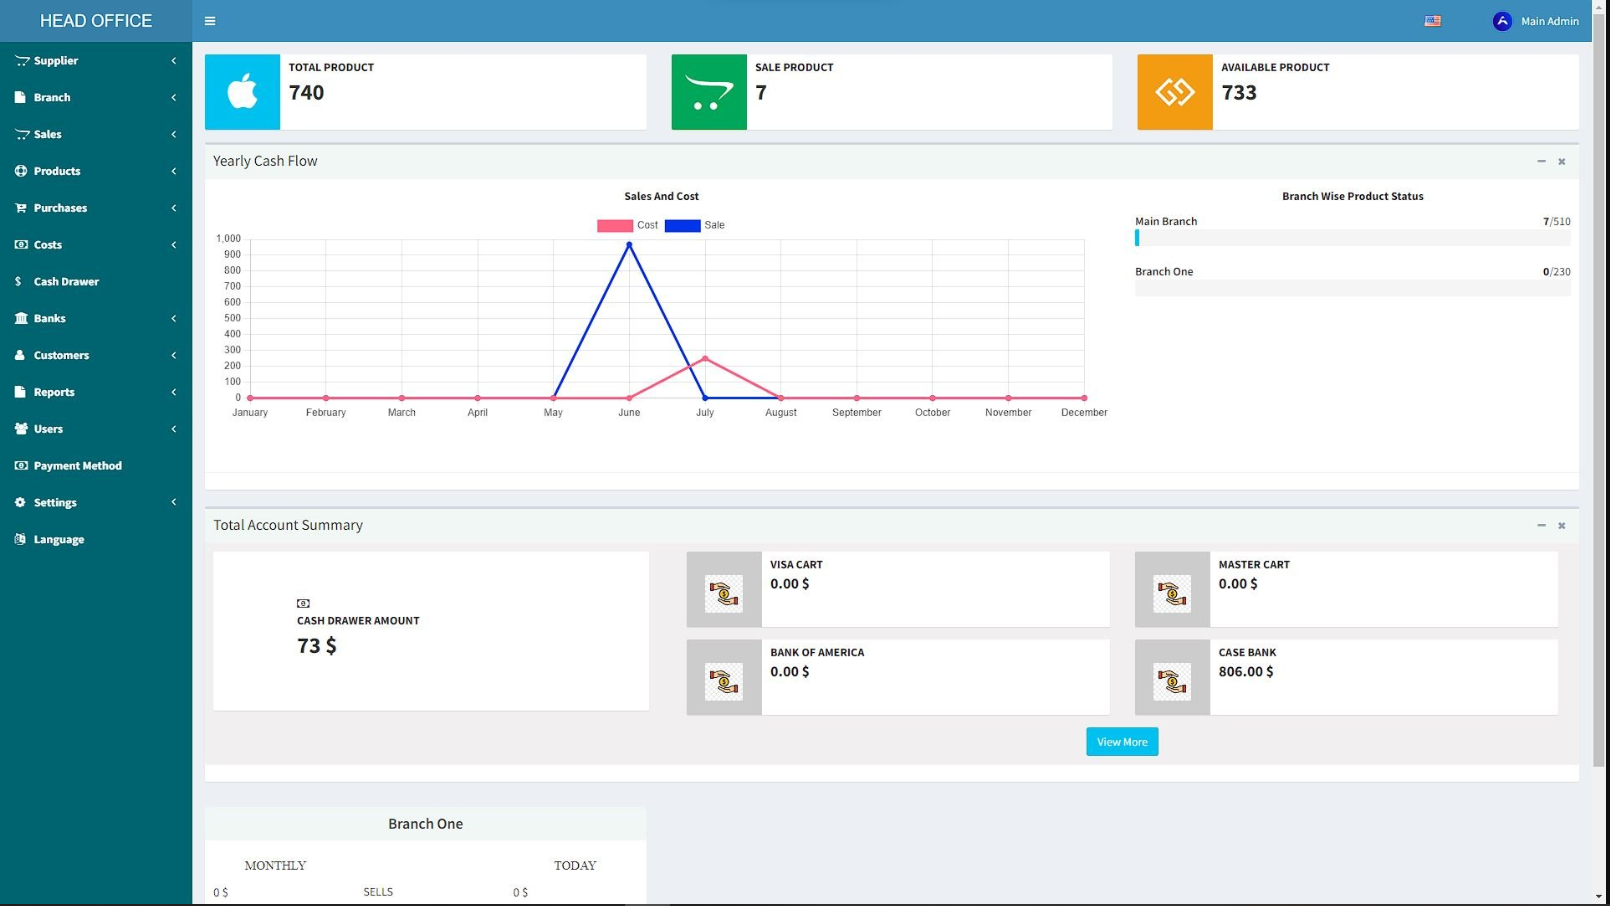 HEAD OFFICE
Main Admin
Supplier
Branch
Sales
Products
Purchases
Costs
Cash Drawer
Banks
Customers
Reports
Users
Payment Method
Settings
Language
TOTAL PRODUCT
740
SALE PRODUCT
7
AVAILABLE PRODUCT
733
Yearly Cash Flow
Sales And Cost
Cost Sale
1,000
900
800
700
600
500
400
300
200
100
0
January February March April May June July August September October November December
Branch Wise Product Status
Main Branch 7/510
Branch One 0/230
Total Account Summary
CASH DRAWER AMOUNT
73 $
VISA CART
0.00 $
MASTER CART
0.00 $
BANK OF AMERICA
0.00 $
CASE BANK
806.00 $
View More
Branch One
MONTHLY TODAY
0 $ SELLS 0 $